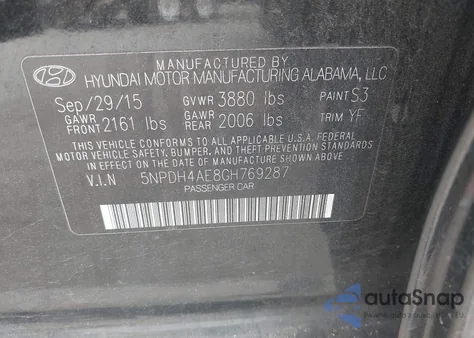 MANUFACTURED BY
HYUNDAI MOTOR MANUFACTURING ALABAMA, LLC
Sep/29/15 GVWR 3880 lbs PAINT S3
GAWR FRONT 2161 lbs GAWR REAR 2006 lbs TRIM YF
THIS VEHICLE CONFORMS TO ALL APPLICABLE U.S.A. FEDERAL
MOTOR VEHICLE SAFETY, BUMPER, AND THEFT PREVENTION STANDARDS
IN EFFECT ON THE DATE OF MANUFACTURE SHOWN ABOVE.
V.I.N 5NPDH4AE8GH769287
PASSENGER CAR
autoSnap